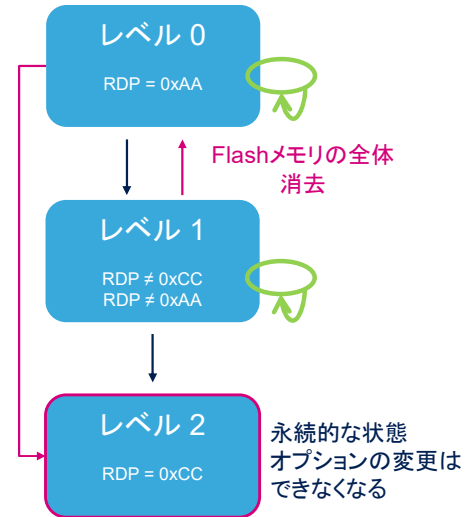 レベル 0
RDP = 0xAA
Flashメモリの全体
消去
レベル 1
RDP ≠ 0xCC
RDP ≠ 0xAA
レベル 2
RDP = 0xCC
永続的な状態
オプションの変更は
できなくなる